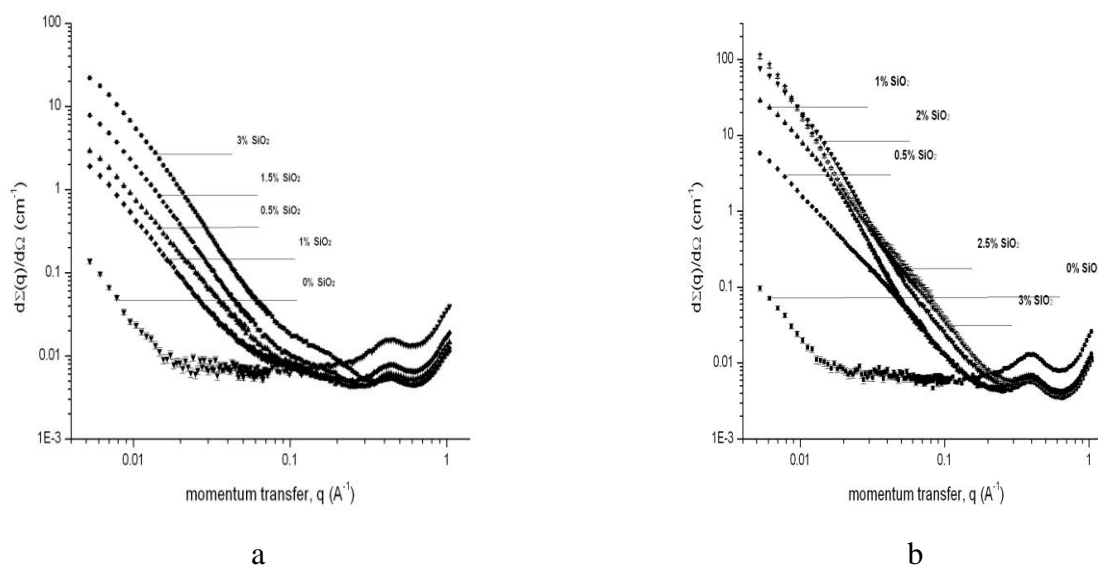 100
10
1
0.1
0.01
1E-3
dΣ(q)/dΩ (cm⁻¹)
3% SiO₂
1.5% SiO₂
0.5% SiO₂
1% SiO₂
0% SiO₂
0.01
0.1
1
momentum transfer, q (A⁻¹)
a
100
10
1
0.1
0.01
1E-3
dΣ(q)/dΩ (cm⁻¹)
1% SiO₂
2% SiO₂
0.5% SiO₂
2.5% SiO₂
0% SiO
3% SiO₂
0.01
0.1
1
momentum transfer, q (A⁻¹)
b